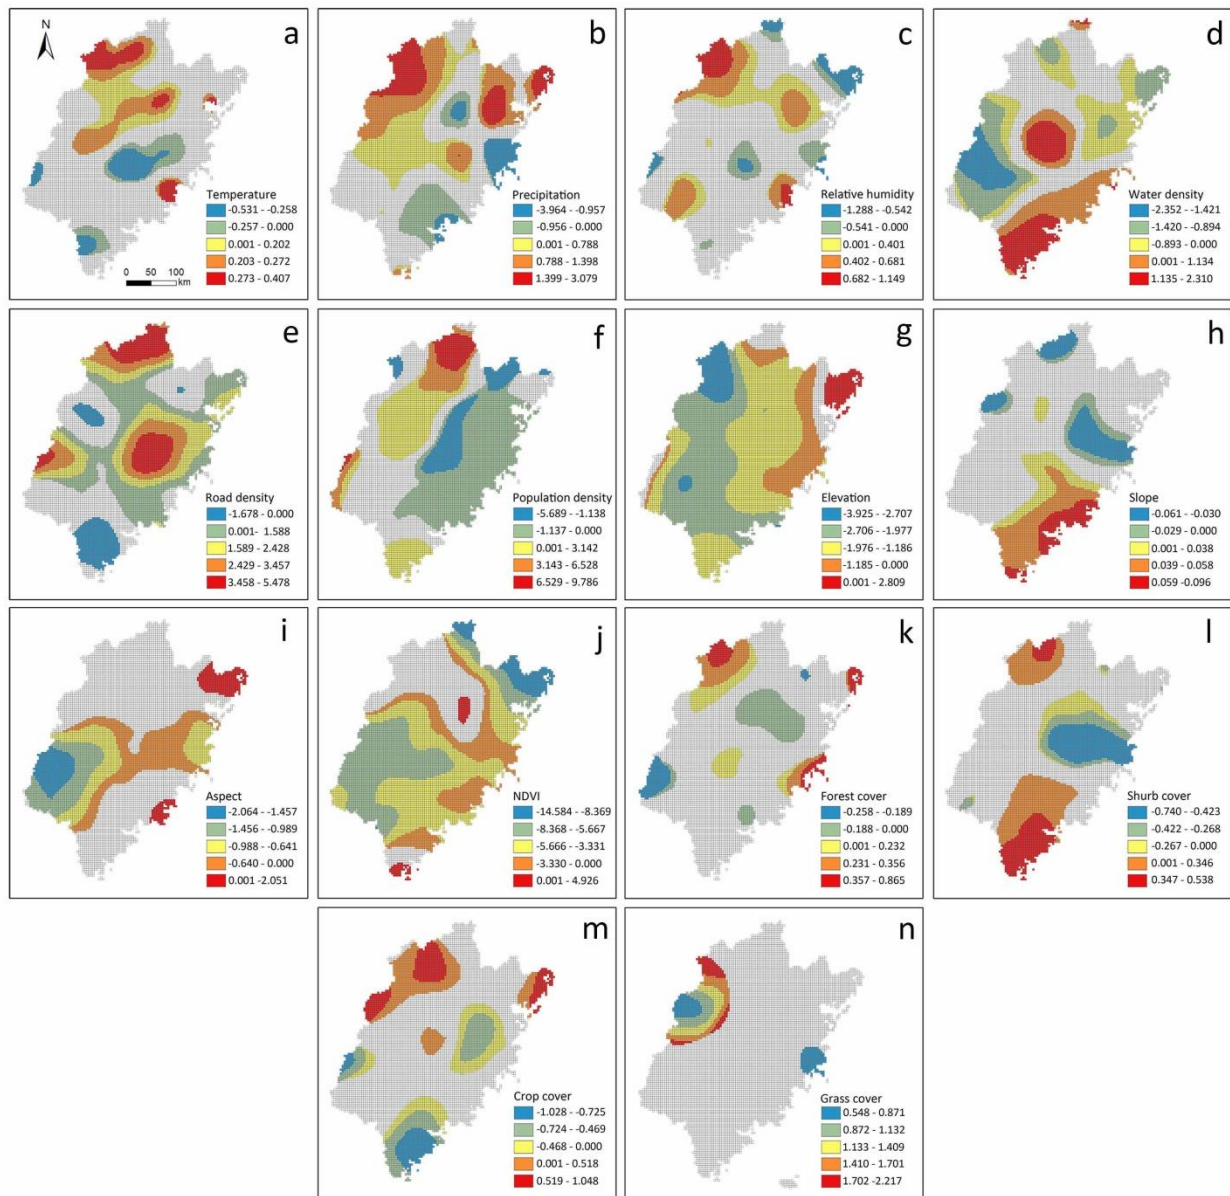 N
a
Temperature
-0.531 - -0.258
-0.257 - 0.000
0.001 - 0.202
0.203 - 0.272
0.273 - 0.407
0 50 100
km
b
Precipitation
-3.964 - -0.957
-0.956 - 0.000
0.001 - 0.788
0.788 - 1.398
1.399 - 3.079
c
Relative humidity
-1.288 - -0.542
-0.541 - 0.000
0.001 - 0.401
0.402 - 0.681
0.682 - 1.149
d
Water density
-2.352 - -1.421
-1.420 - -0.894
-0.893 - 0.000
0.001 - 1.134
1.135 - 2.310
e
Road density
-1.678 - 0.000
0.001- 1.588
1.589 - 2.428
2.429 - 3.457
3.458 - 5.478
f
Population density
-5.689 - -1.138
-1.137 - 0.000
0.001 - 3.142
3.143 - 6.528
6.529 - 9.786
g
Elevation
-3.925 - -2.707
-2.706 - -1.977
-1.976 - -1.186
-1.185 - 0.000
0.001 - 2.809
h
Slope
-0.061 - -0.030
-0.029 - 0.000
0.001 - 0.038
0.039 - 0.058
0.059 -0.096
i
Aspect
-2.064 - -1.457
-1.456 - -0.989
-0.988 - -0.641
-0.640 - 0.000
0.001 -2.051
j
NDVI
-14.584 - -8.369
-8.368 - -5.667
-5.666 - -3.331
-3.330 - 0.000
0.001 - 4.926
k
Forest cover
-0.258 - -0.189
-0.188 - 0.000
0.001 - 0.232
0.231 - 0.356
0.357 - 0.865
l
Shurb cover
-0.740 - -0.423
-0.422 - -0.268
-0.267 - 0.000
0.001 - 0.346
0.347 - 0.538
m
Crop cover
-1.028 - -0.725
-0.724 - -0.469
-0.468 - 0.000
0.001 - 0.518
0.519 - 1.048
n
Grass cover
0.548 - 0.871
0.872 - 1.132
1.133 - 1.409
1.410 - 1.701
1.702 - 2.217